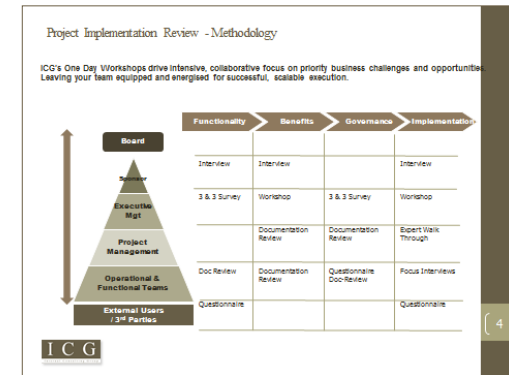 Project Implementation Review - Methodology
ICG's One Day Workshops drive intensive, collaborative focus on priority business challenges and opportunities.
Leaving your team equipped and energised for successful, scalable execution.
Functionality Benefits Governance Implementation
Board
Interview Interview Interview
Sponsor
3 & 3 Survey Workshop 3 & 3 Survey Workshop
Executive
Mgt
Documentation Documentation Expert Walk
Review Review Through
Project
Management
Doc Review Documentation Questionnaire Focus Interviews
Review Doc-Review
Operational &
Functional Teams
Questionnaire Questionnaire
External Users
/ 3rd Parties
4
ICG